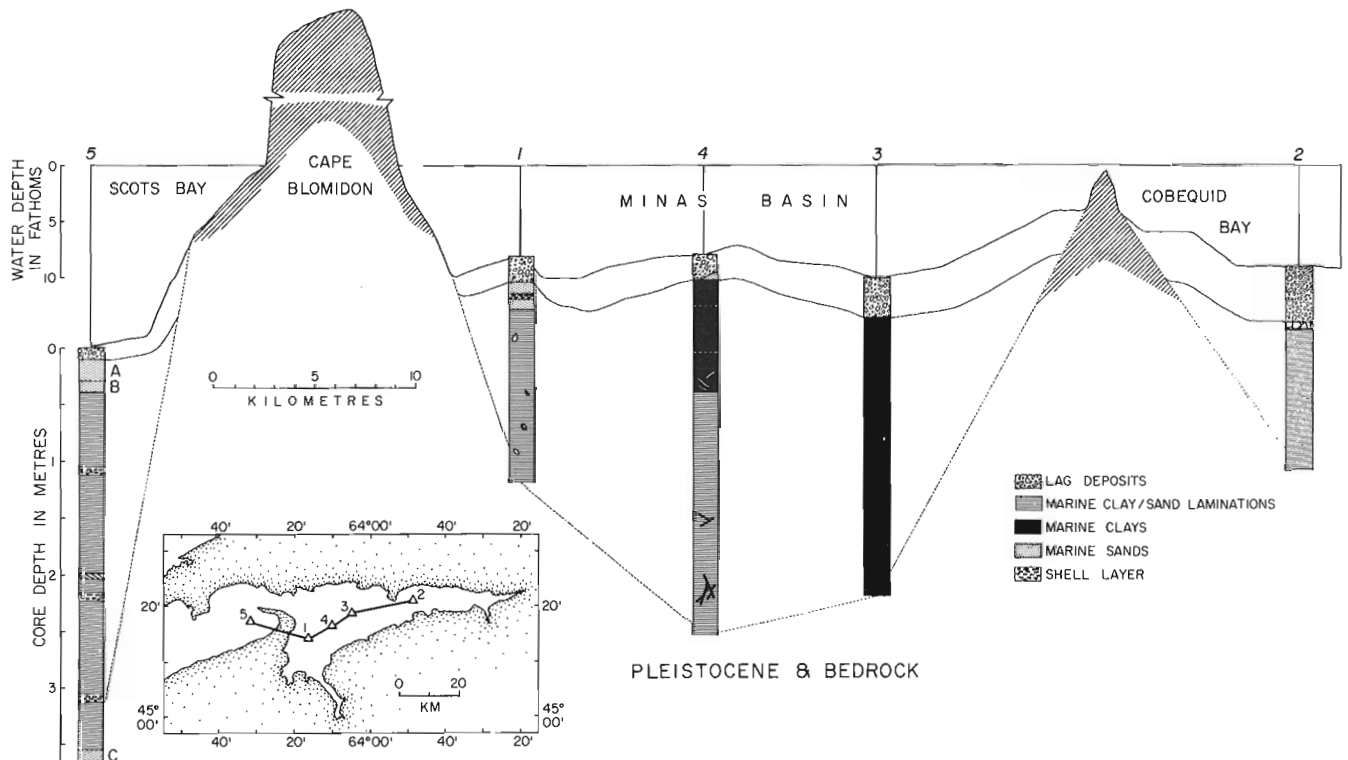 5
SCOTS BAY
CAPE
BLOMIDON
1
4
3
2
MINAS BASIN
COBEQUID
BAY
WATER DEPTH
IN FATHOMS
0
5
10
CORE DEPTH IN METRES
0
1
2
3
A
B
C
0 5 10
KILOMETRES
LAG DEPOSITS
MARINE CLAY/SAND LAMINATIONS
MARINE CLAYS
MARINE SANDS
SHELL LAYER
PLEISTOCENE & BEDROCK
40' 20' 64°00' 40' 20'
20' 20'
5 1 4 3 2
0 20
KM
45°
00'
45°
00'
40' 20' 64°00' 40' 20'